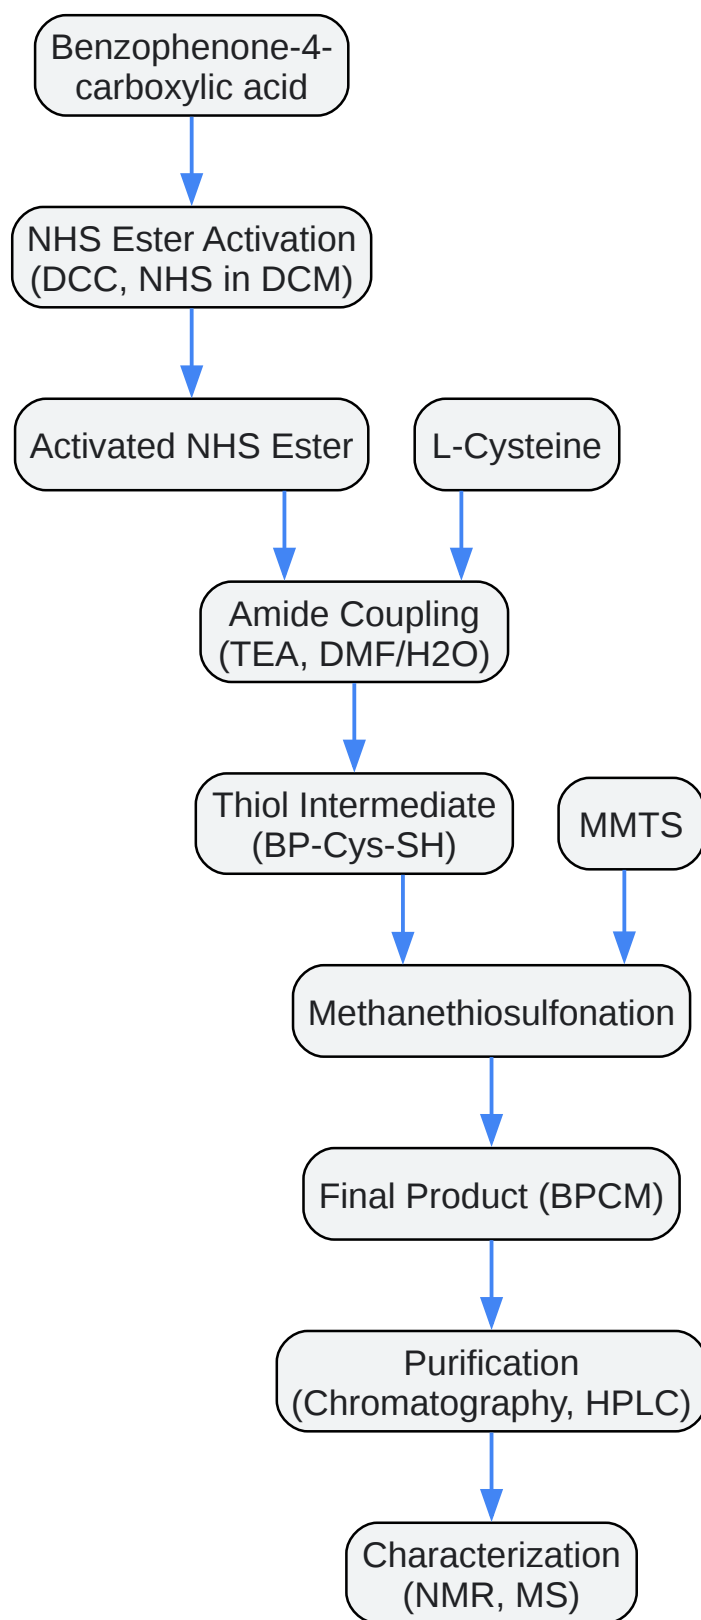 Benzophenone-4-
carboxylic acid
NHS Ester Activation
(DCC, NHS in DCM)
Activated NHS Ester
L-Cysteine
Amide Coupling
(TEA, DMF/H2O)
Thiol Intermediate
(BP-Cys-SH)
MMTS
Methanethiosulfonation
Final Product (BPCM)
Purification
(Chromatography, HPLC)
Characterization
(NMR, MS)